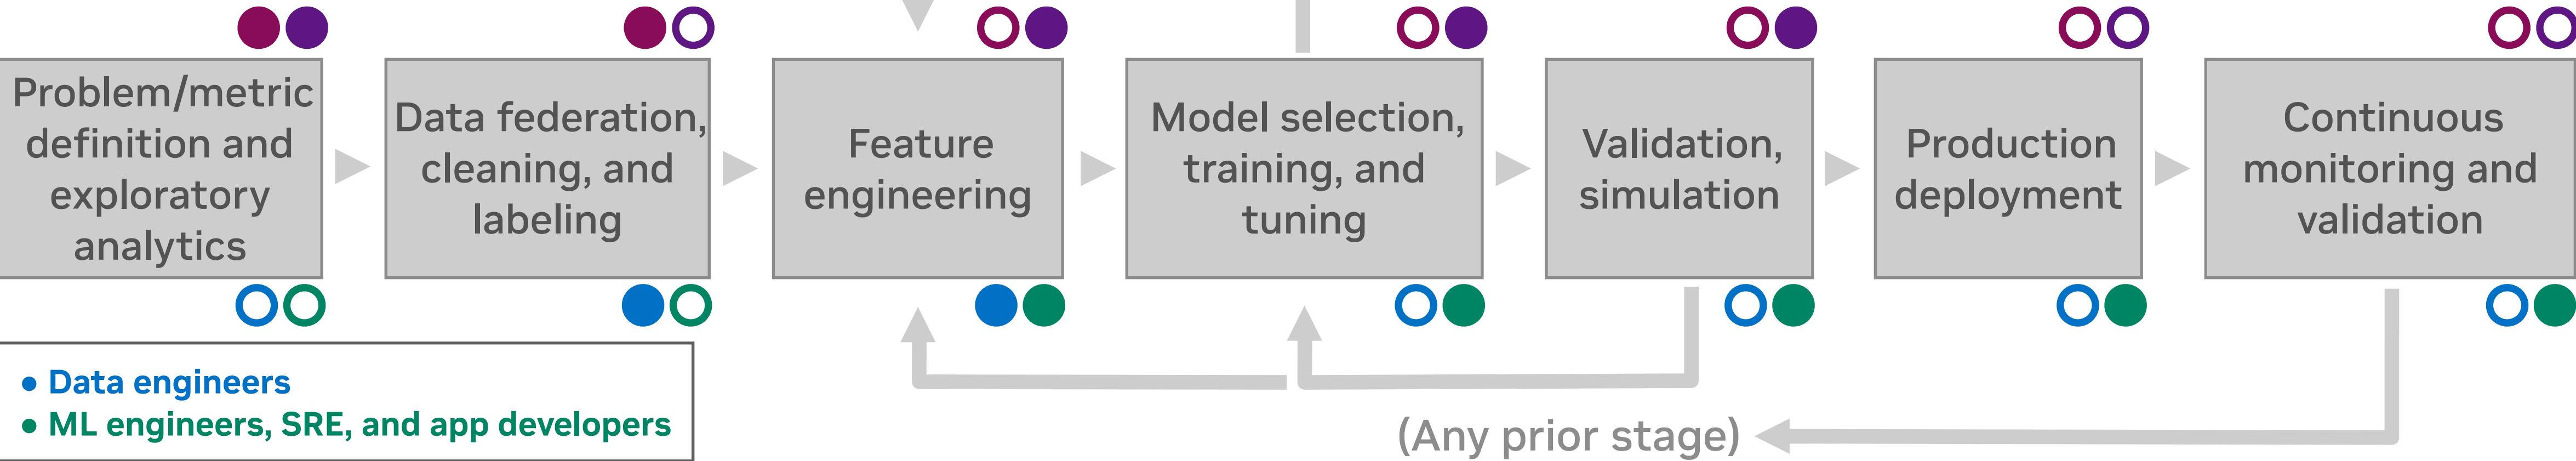 Problem/metric
definition and
exploratory
analytics
Data federation,
cleaning, and
labeling
Feature
engineering
Model selection,
training, and
tuning
Validation,
simulation
Production
deployment
Continuous
monitoring and
validation
• Data engineers
• ML engineers, SRE, and app developers
(Any prior stage)